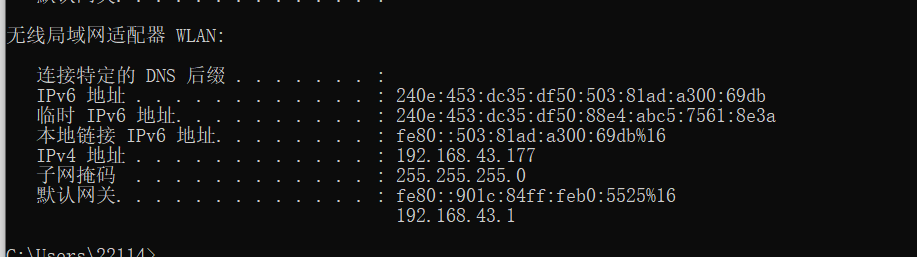 默认网关. . . . . . . . . . . . . :
无线局域网适配器 WLAN:
连接特定的 DNS 后缀 . . . . . . . :
IPv6 地址 . . . . . . . . . . . . : 240e:453:dc35:df50:503:81ad:a300:69db
临时 IPv6 地址. . . . . . . . . . : 240e:453:dc35:df50:88e4:abc5:7561:8e3a
本地链接 IPv6 地址. . . . . . . . : fe80::503:81ad:a300:69db%16
IPv4 地址 . . . . . . . . . . . . : 192.168.43.177
子网掩码 . . . . . . . . . . . . : 255.255.255.0
默认网关. . . . . . . . . . . . . : fe80::901c:84ff:feb0:5525%16
192.168.43.1
C:\Users\22114>